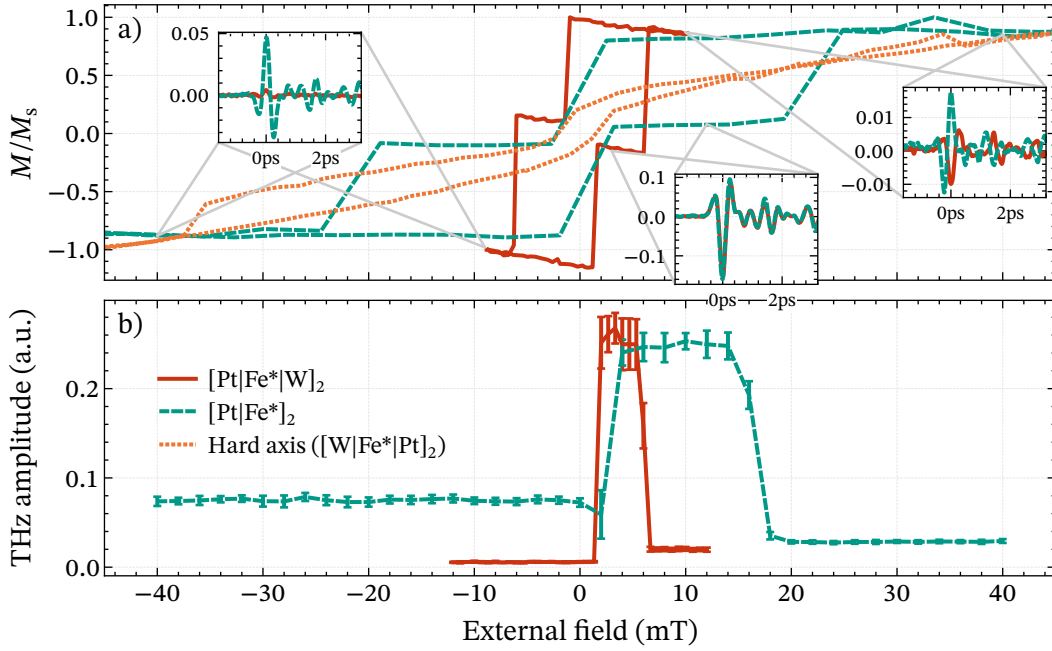 a)
M/Mₛ
1.0
0.5
0.0
−0.5
−1.0
0.05
0.00
0ps 2ps
0.1
0.0
−0.1
0ps 2ps
0.01
0.00
−0.01
0ps 2ps
b)
THz amplitude (a.u.)
0.2
0.1
0.0
[Pt|Fe*|W]₂
[Pt|Fe*]₂
Hard axis ([W|Fe*|Pt]₂)
−40 −30 −20 −10 0 10 20 30 40
External field (mT)